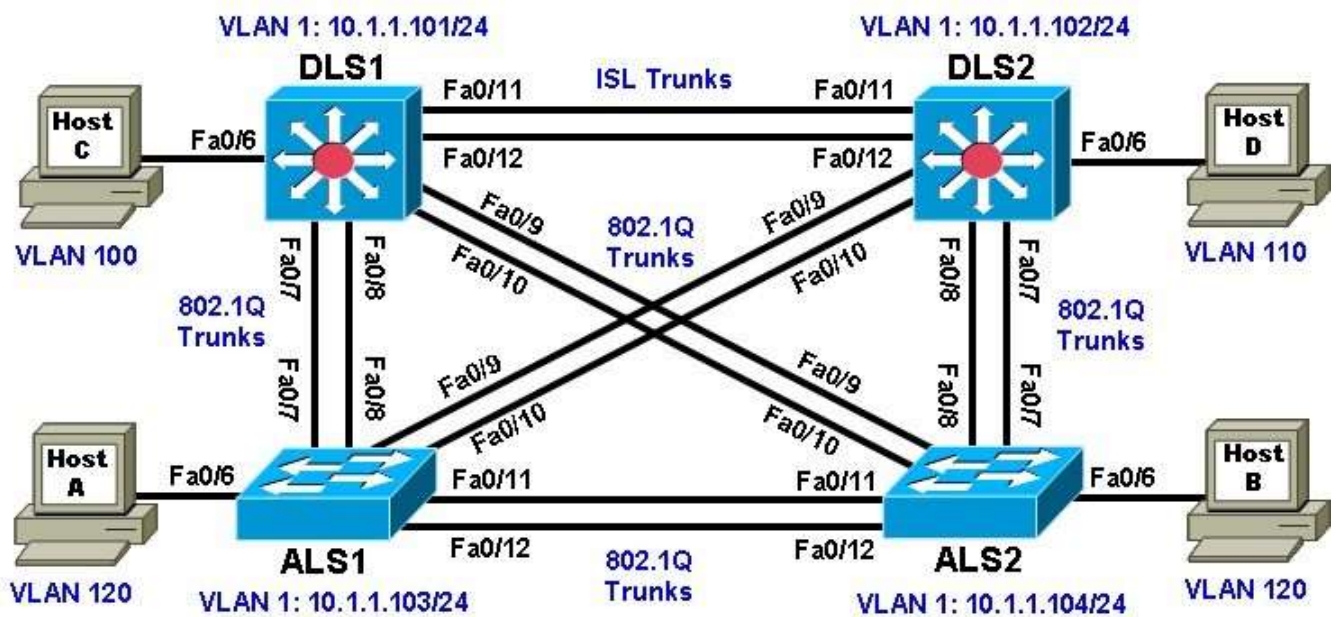 VLAN 1: 10.1.1.101/24
VLAN 1: 10.1.1.102/24
DLS1
DLS2
ISL Trunks
Fa0/11
Fa0/11
Host
C
Fa0/6
Fa0/12
Fa0/12
Fa0/6
Host
D
VLAN 100
VLAN 110
Fa0/9
Fa0/10
802.1Q
Trunks
Fa0/9
Fa0/10
Fa0/7
Fa0/8
Fa0/8
Fa0/7
802.1Q
Trunks
802.1Q
Trunks
Fa0/7
Fa0/8
Fa0/9
Fa0/10
Fa0/9
Fa0/10
Fa0/8
Fa0/7
Host
A
Fa0/6
Fa0/11
Fa0/11
Fa0/6
Host
B
Fa0/12
Fa0/12
ALS1
ALS2
802.1Q
Trunks
VLAN 120
VLAN 1: 10.1.1.103/24
VLAN 1: 10.1.1.104/24
VLAN 120